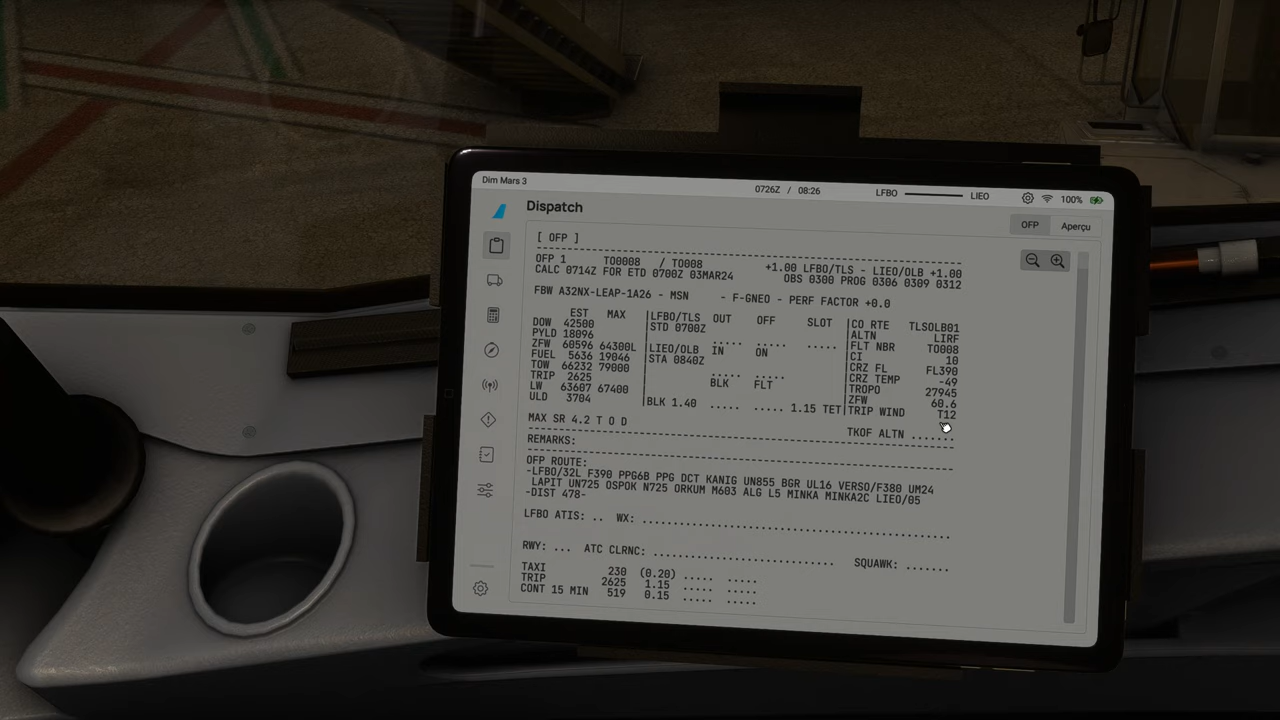 Dim Mars 3 0726Z / 08:26 LFBO LIEO 100%
Dispatch OFP Aperçu
[ OFP ]
OFP 1 TO0008 / TO008 +1.00 LFBO/TLS - LIEO/OLB +1.00
CALC 0714Z FOR ETD 0700Z 03MAR24 OBS 0300 PROG 0306 0309 0312
FBW A32NX-LEAP-1A26 - MSN - F-GNEO - PERF FACTOR +0.0
EST MAX LFBO/TLS OUT OFF SLOT CO RTE TLSOLB01
DOW 42500 STD 0700Z ALTN LIRF
PYLD 18096 ..... ..... ..... FLT NBR TO008
ZFW 60596 64300L LIEO/OLB IN ON CI 10
FUEL 5636 19046 STA 0840Z CRZ FL FL390
TOW 66232 79000 ..... ..... CRZ TEMP -49
TRIP 2625 BLK FLT TROPO 27945
LW 63607 67400 ZFW 60.6
ULD 3704 BLK 1.40 ..... ..... 1.15 TET TRIP WIND T12
MAX SR 4.2 T O D TKOF ALTN .......
REMARKS:
OFP ROUTE:
-LFBO/32L F390 PPG6B PPG DCT KANIG UN855 BGR UL16 VERSO/F380 UM24
LAPIT UN725 OSPOK N725 ORKUM M603 ALG L5 MINKA MINKA2C LIEO/05
-DIST 478-
LFBO ATIS: .. WX: ................................................
RWY: ... ATC CLRNC: ............................. SQUAWK: .......
TAXI 230 (0.20) ..... .....
TRIP 2625 1.15 ..... .....
CONT 15 MIN 519 0.15 ..... .....